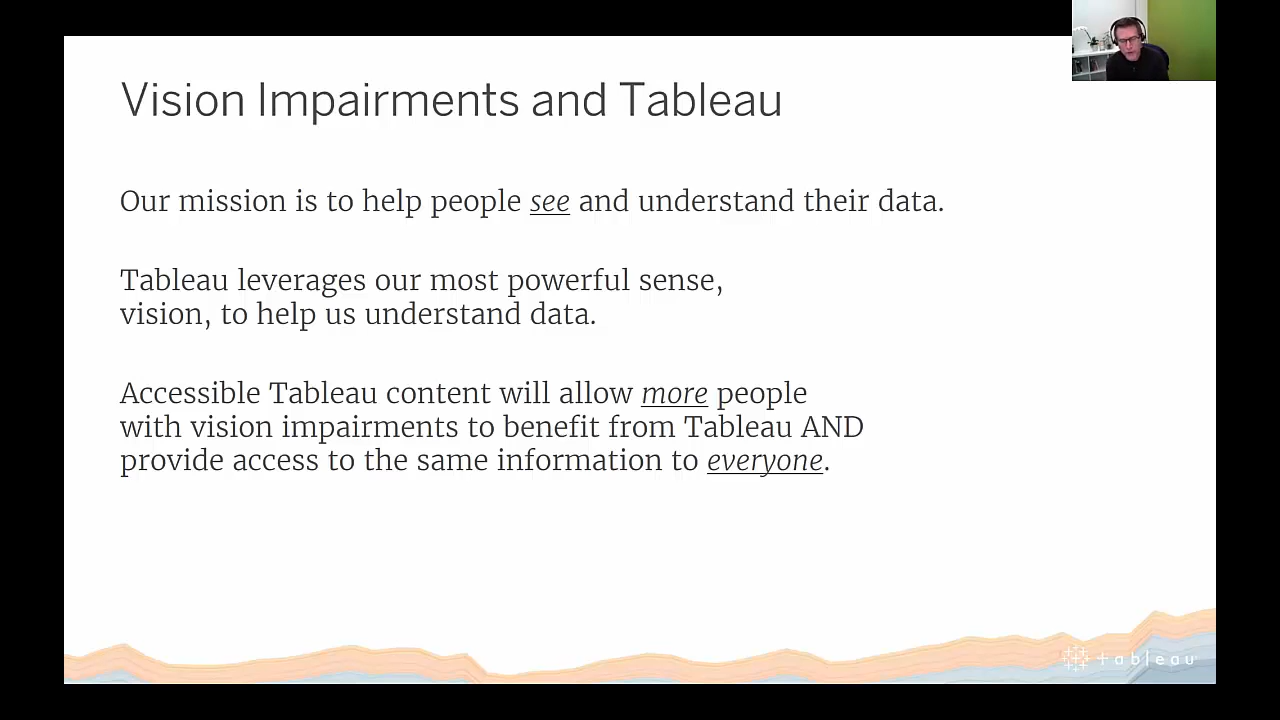 Vision Impairments and Tableau
Our mission is to help people see and understand their data.
Tableau leverages our most powerful sense,
vision, to help us understand data.
Accessible Tableau content will allow more people
with vision impairments to benefit from Tableau AND
provide access to the same information to everyone.
+ableau